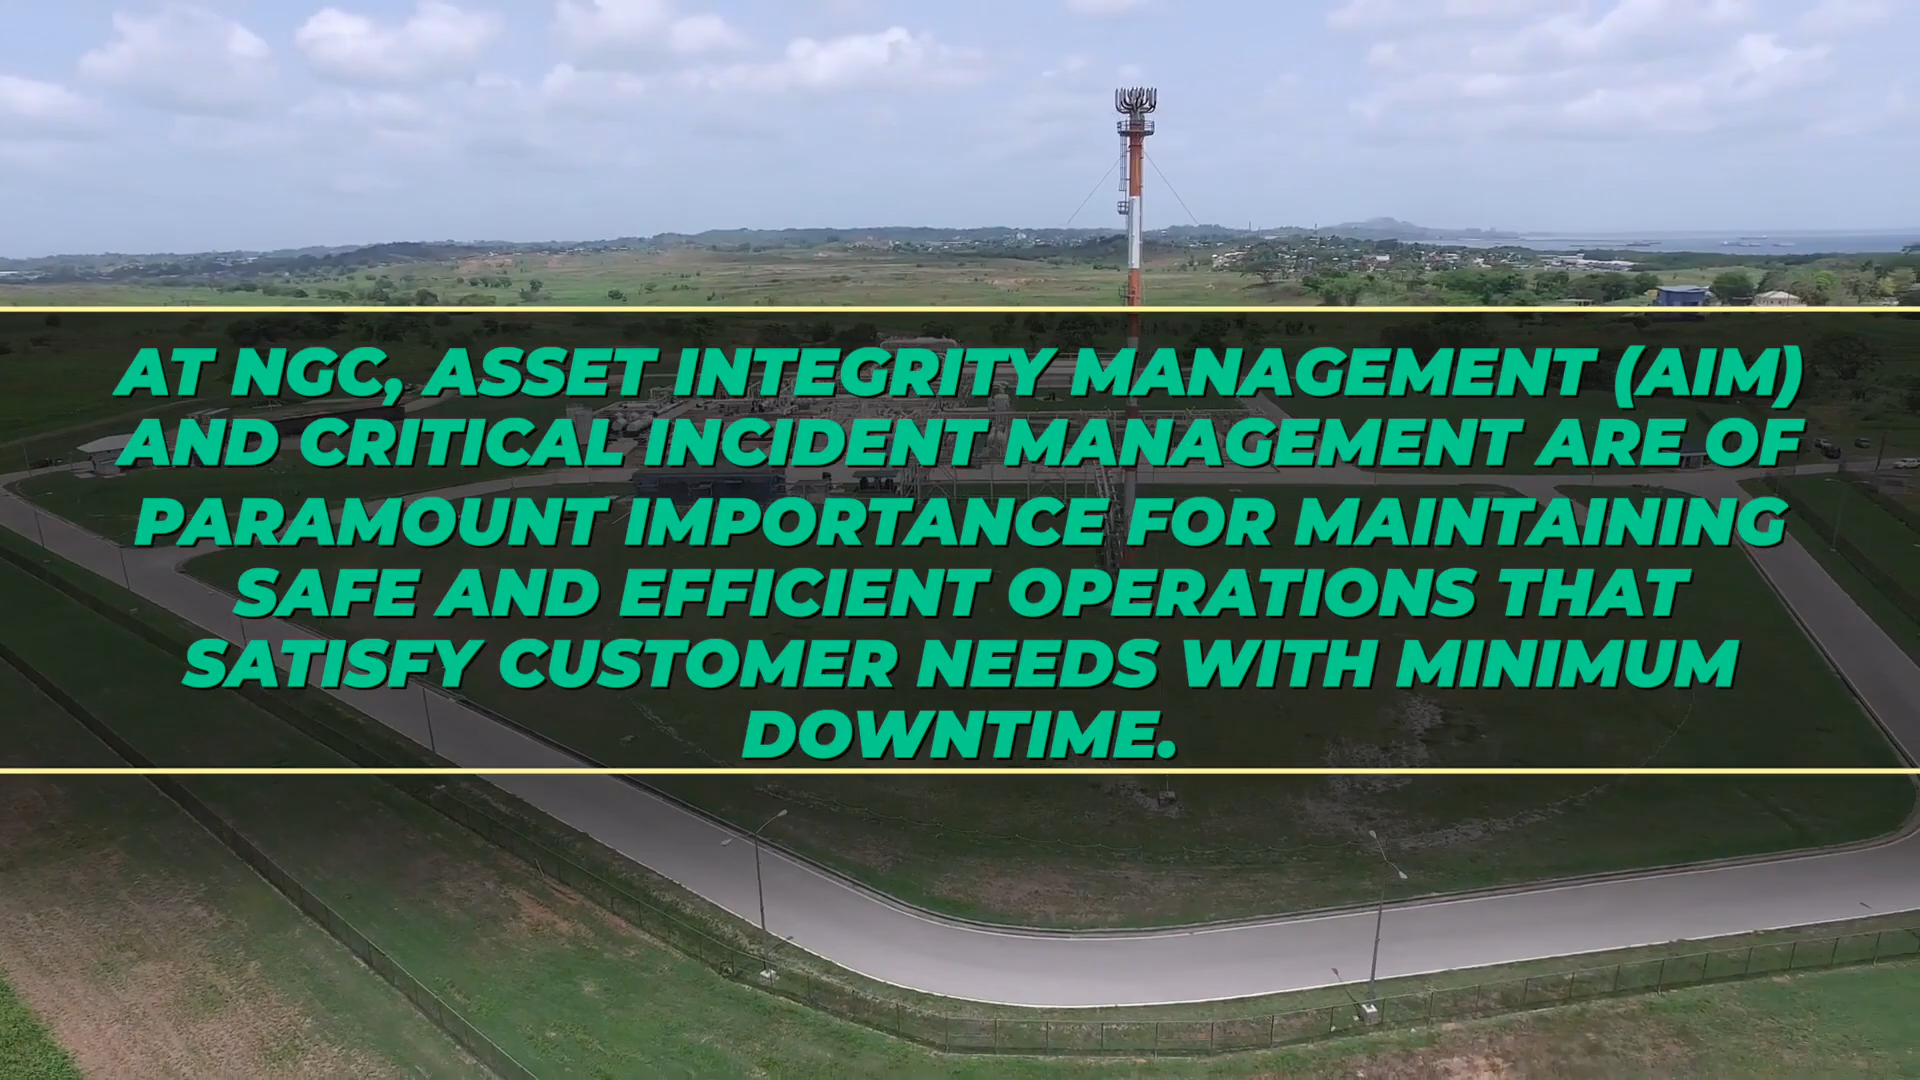 AT NGC, ASSET INTEGRITY MANAGEMENT (AIM)
AND CRITICAL INCIDENT MANAGEMENT ARE OF
PARAMOUNT IMPORTANCE FOR MAINTAINING
SAFE AND EFFICIENT OPERATIONS THAT
SATISFY CUSTOMER NEEDS WITH MINIMUM
DOWNTIME.